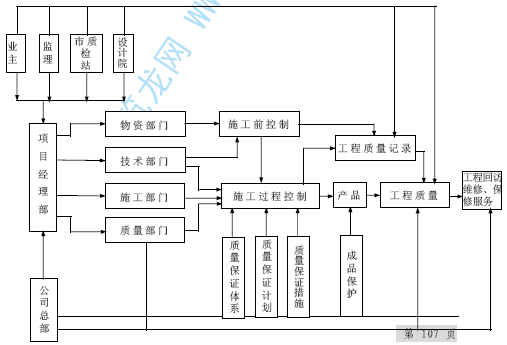 业主
监理
市质检站
设计院
筑龙网 WW
项目经理部
物资部门
技术部门
施工部门
质量部门
施工前控制
施工过程控制
工程质量记录
产品
工程质量
工程回访
维修、保
修服务
质量保证体系
质量保证计划
质量保证措施
成品保护
公司总部
第 107 页